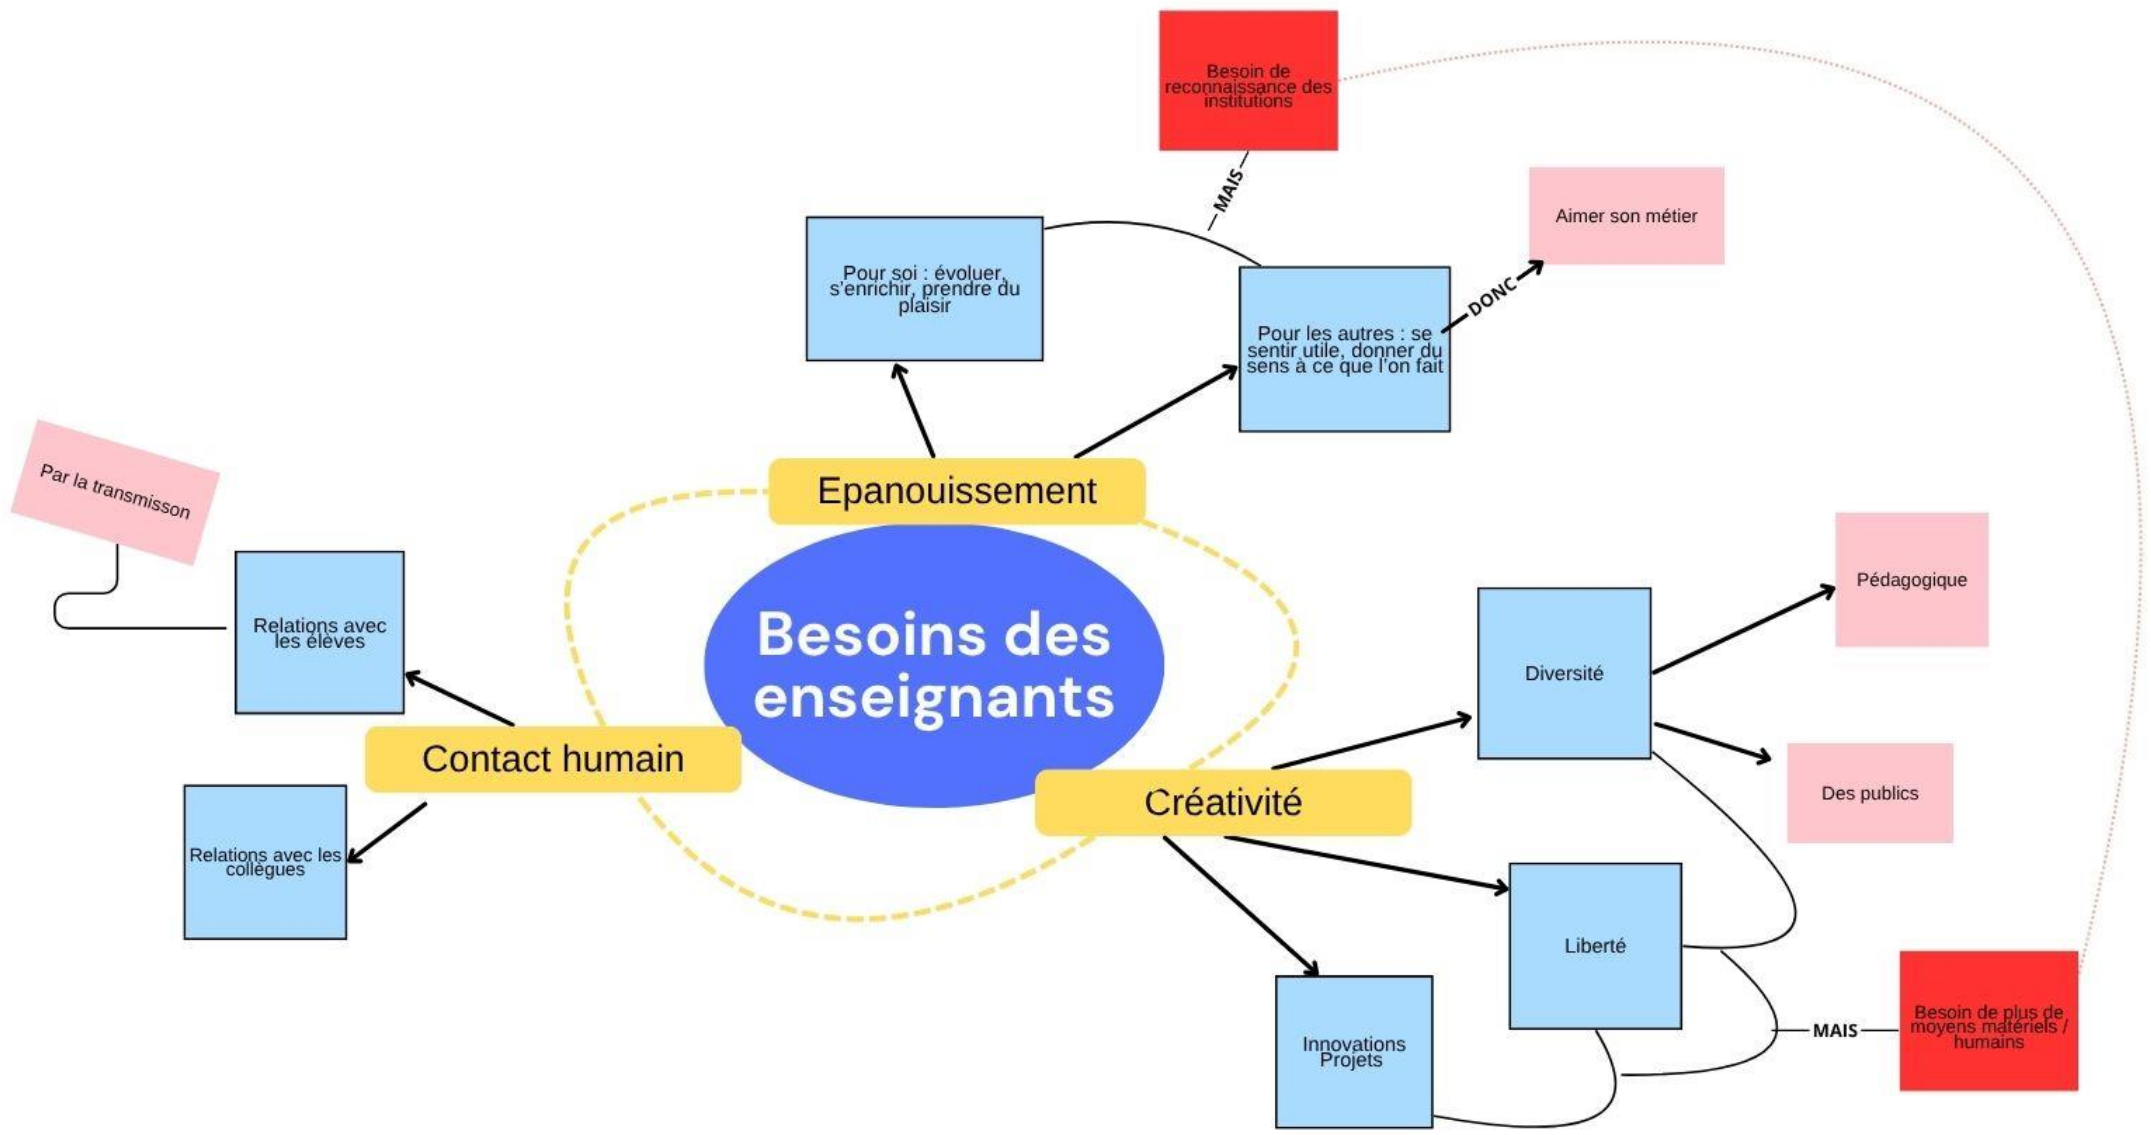 Besoin de
reconnaissance des
institutions
MAIS
Aimer son métier
Pour soi : évoluer,
s'enrichir, prendre du
plaisir
DONC
Pour les autres : se
sentir utile, donner du
sens à ce que l'on fait
Par la transmisson
Epanouissement
Relations avec
les élèves
Besoins des
enseignants
Pédagogique
Diversité
Contact humain
Créativité
Des publics
Relations avec les
collègues
Liberté
Innovations
Projets
MAIS
Besoin de plus de
moyens matériels /
humains